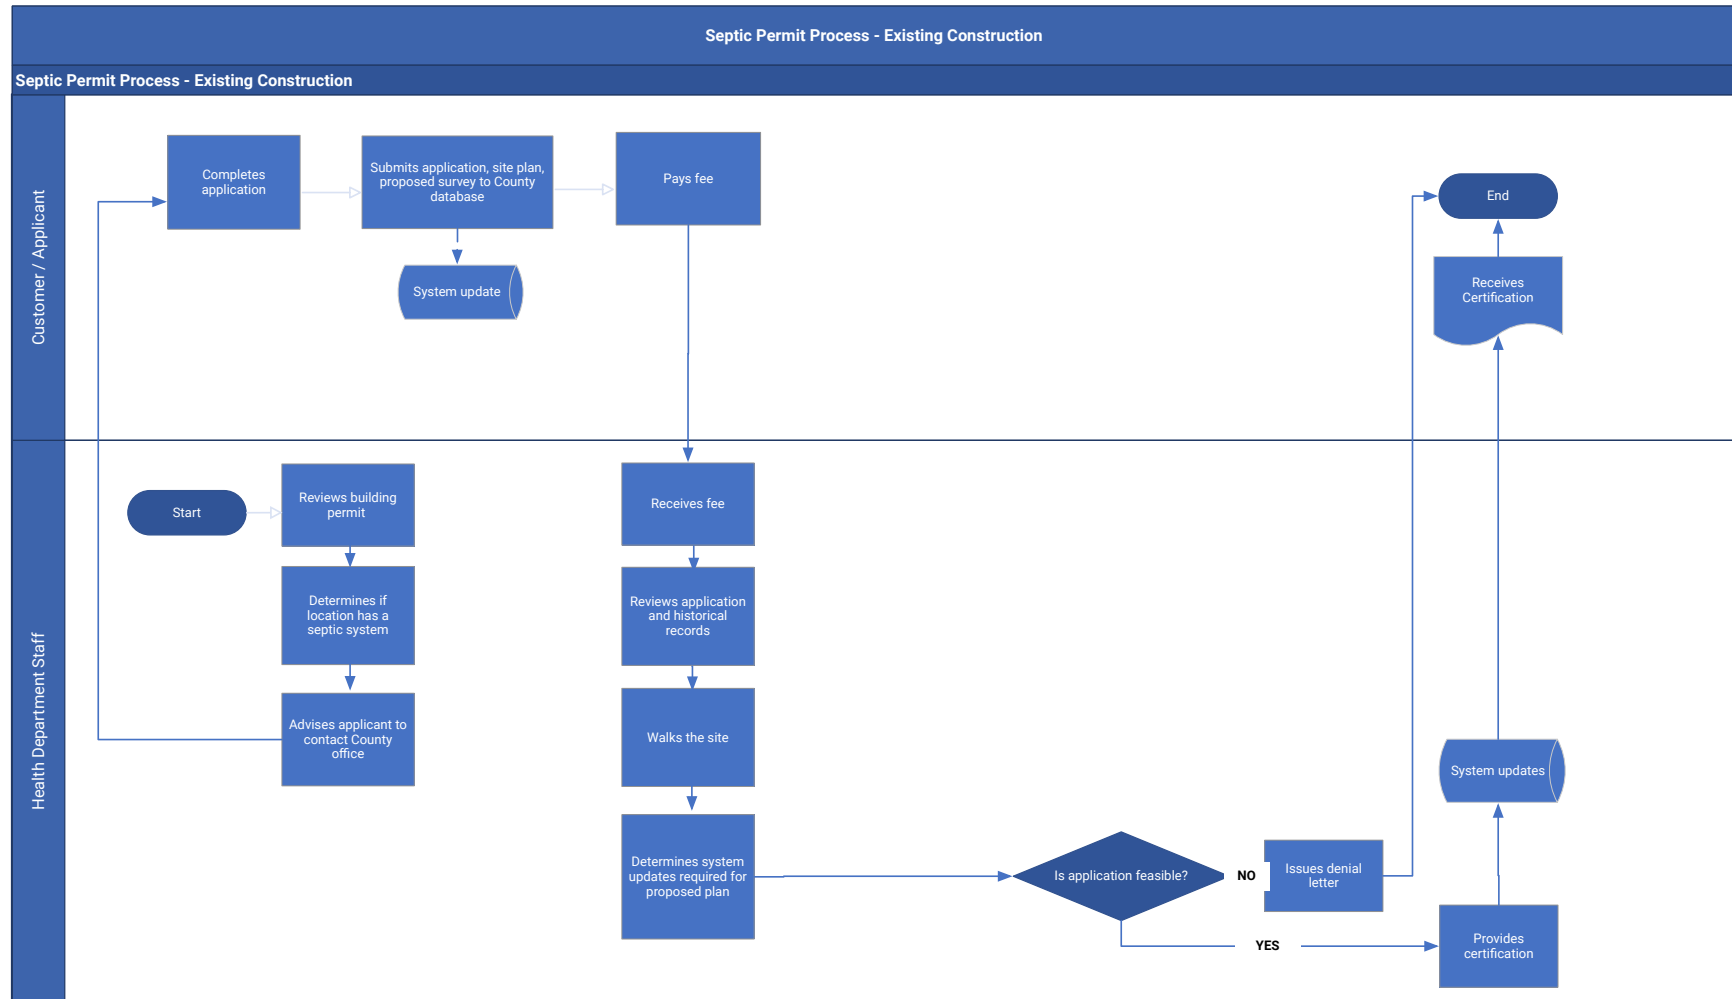 Septic Permit Process - Existing Construction
Septic Permit Process - Existing Construction
Customer / Applicant
Completes
application
Submits application, site plan,
proposed survey to County
database
Pays fee
System update
End
Receives
Certification
Health Department Staff
Start
Reviews building
permit
Determines if
location has a
septic system
Advises applicant to
contact County
office
Receives fee
Reviews application
and historical
records
Walks the site
Determines system
updates required for
proposed plan
Is application feasible?
NO
Issues denial
letter
YES
Provides
certification
System updates